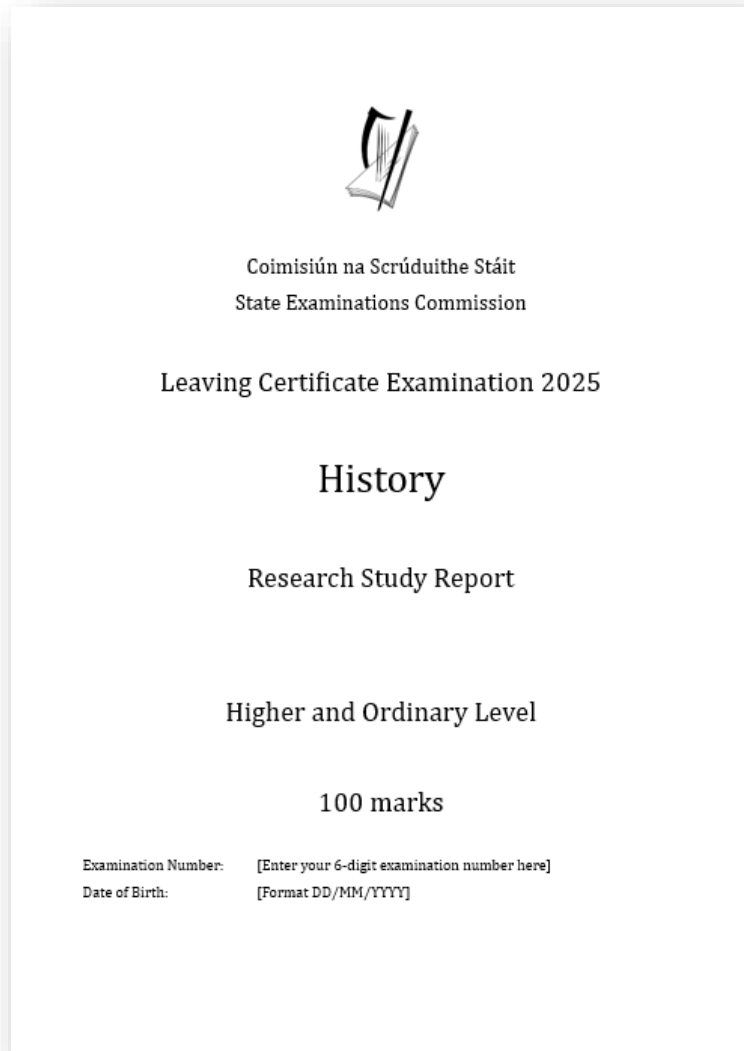 Coimisiún na Scrúduithe Stáit
State Examinations Commission
Leaving Certificate Examination 2025
History
Research Study Report
Higher and Ordinary Level
100 marks
Examination Number: [Enter your 6-digit examination number here]
Date of Birth: [Format DD/MM/YYYY]